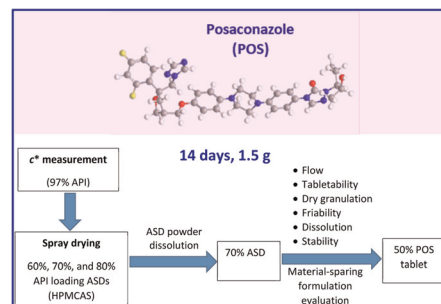 Posaconazole
(POS)
14 days, 1.5 g
c* measurement
(97% API)
Spray drying
60%, 70%, and 80%
API loading ASDs
(HPMCAS)
ASD powder
dissolution
70% ASD
• Flow
• Tabletability
• Dry granulation
• Friability
• Dissolution
• Stability
Material-sparing
formulation
evaluation
50% POS
tablet